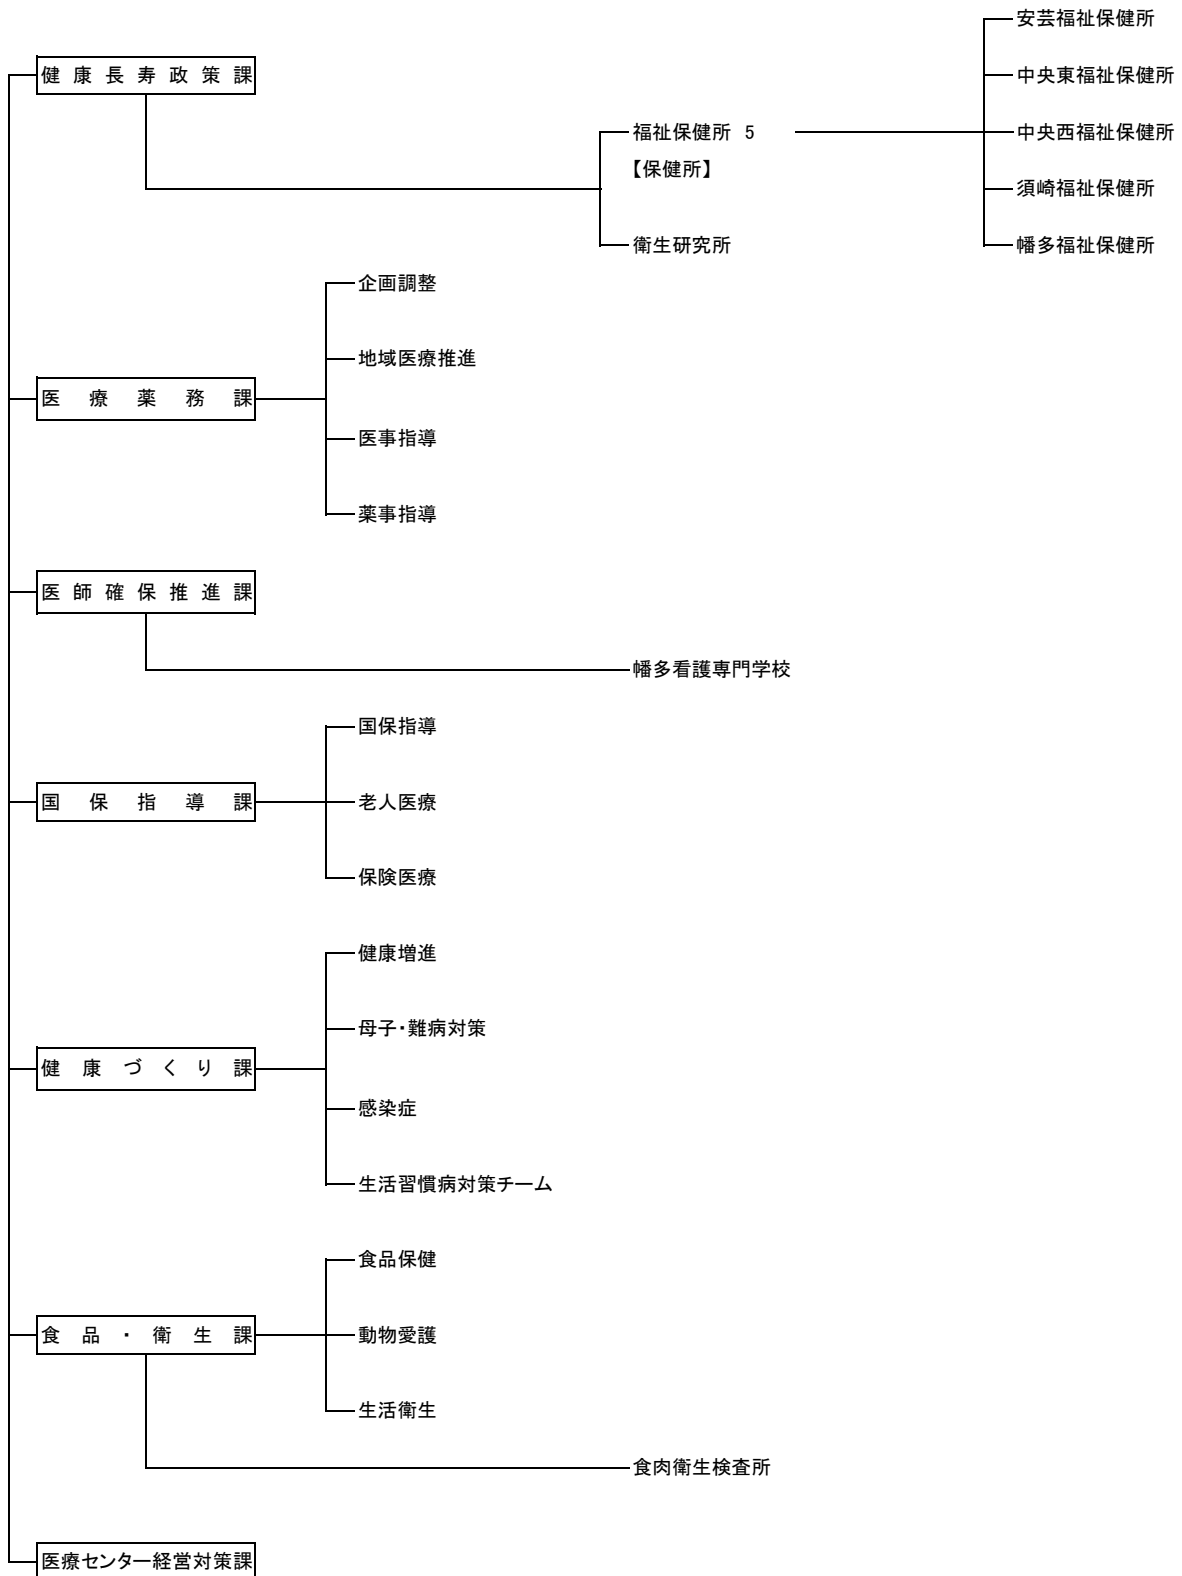 安芸福祉保健所
健康長寿政策課
中央東福祉保健所
福祉保健所 5
中央西福祉保健所
【保健所】
須崎福祉保健所
衛生研究所
幡多福祉保健所
企画調整
地域医療推進
医療薬務課
医事指導
薬事指導
医師確保推進課
幡多看護専門学校
国保指導
国保指導課
老人医療
保険医療
健康増進
母子・難病対策
健康づくり課
感染症
生活習慣病対策チーム
食品保健
食品・衛生課
動物愛護
生活衛生
食肉衛生検査所
医療センター経営対策課